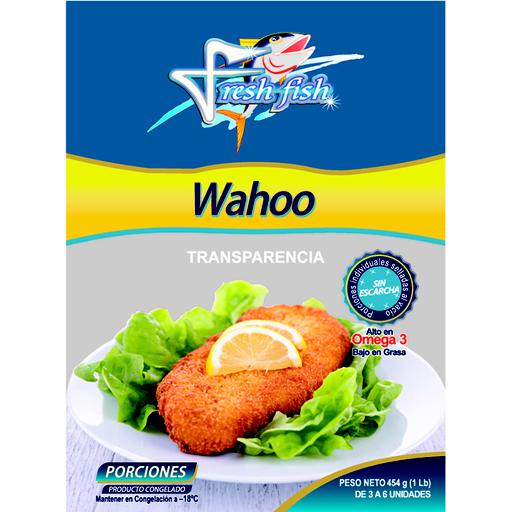 Fresh fish
Wahoo
TRANSPARENCIA
Porciones individuales selladas al vacío
SIN
ESCARCHA
Alto en
Omega 3
Bajo en Grasa
PORCIONES
PRODUCTO CONGELADO
Mantener en Congelación a –18ºC
PESO NETO 454 g (1 Lb)
DE 3 A 6 UNIDADES